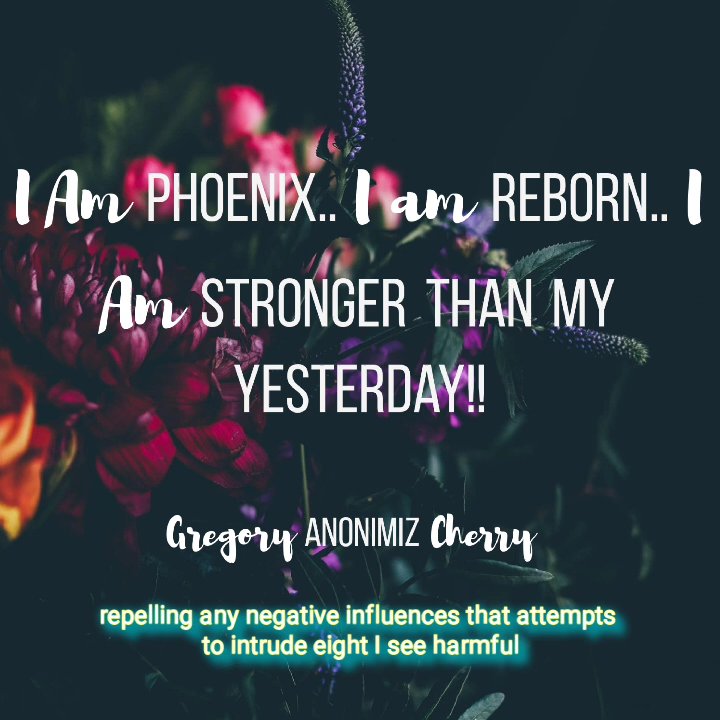 I Am PHOENIX.. I am REBORN.. I
Am STRONGER THAN MY
YESTERDAY!!
Gregory ANONIMIZ Cherry
repelling any negative influences that attempts
to intrude eight I see harmful